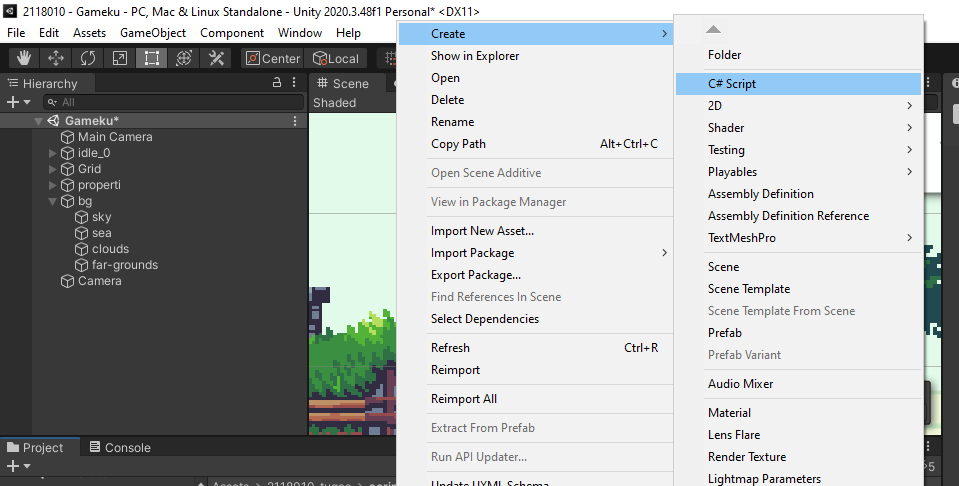 2118010 - Gameku - PC, Mac & Linux Standalone - Unity 2020.3.48f1 Personal* <DX11>
File Edit Assets GameObject Component Window Help
Center Local
Hierarchy
All
Gameku*
Main Camera
idle_0
Grid
properti
bg
sky
sea
clouds
far-grounds
Camera
Scene
Shaded
Project Console
Create
Show in Explorer
Open
Delete
Rename
Copy Path Alt+Ctrl+C
Open Scene Additive
View in Package Manager
Import New Asset...
Import Package
Export Package...
Find References In Scene
Select Dependencies
Refresh Ctrl+R
Reimport
Reimport All
Extract From Prefab
Run API Updater...
Update UXML Schema
Folder
C# Script
2D
Shader
Testing
Playables
Assembly Definition
Assembly Definition Reference
TextMeshPro
Scene
Scene Template
Scene Template From Scene
Prefab
Prefab Variant
Audio Mixer
Material
Lens Flare
Render Texture
Lightmap Parameters
5